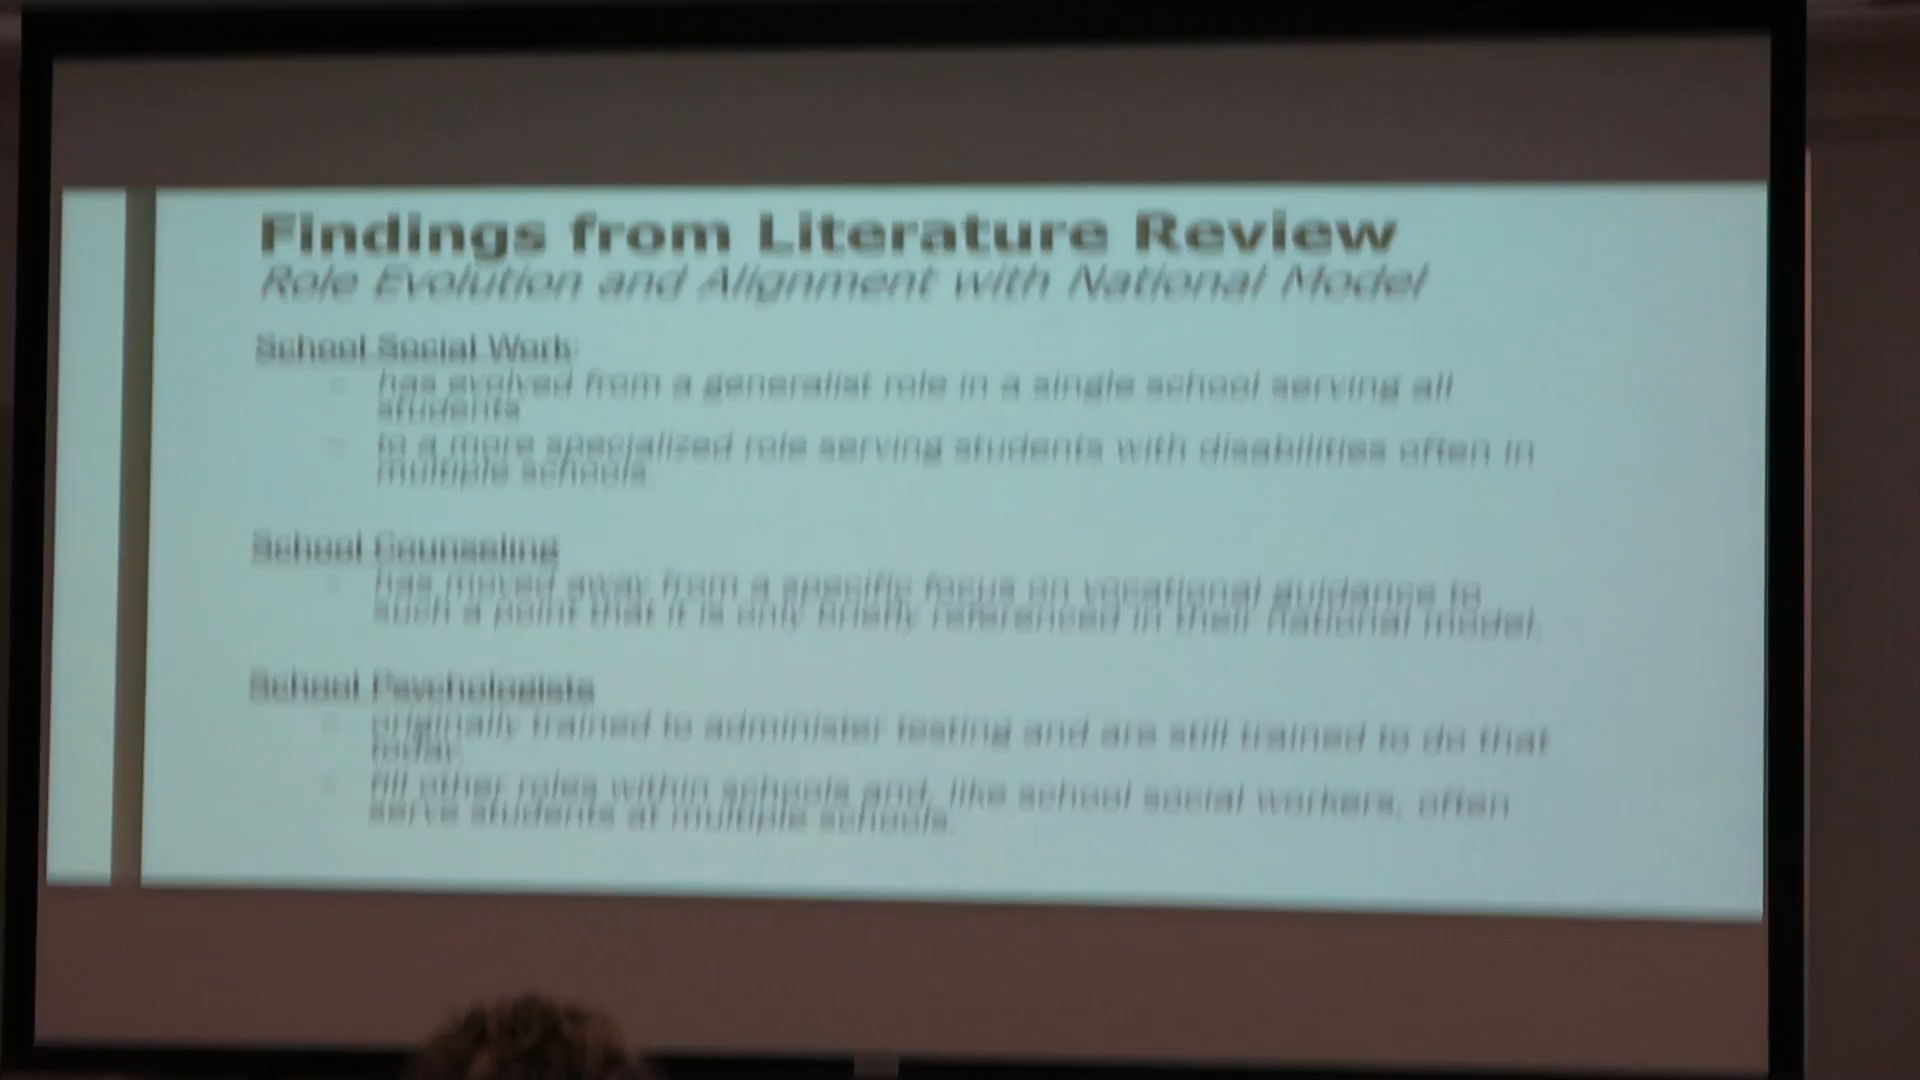 Findings from Literature Review
Role Evolution and Alignment with National Model
School Social Work
has evolved from a generalist role in a single school serving all
students
to a more specialized role serving students with disabilities often in
multiple schools.
School Counseling
has moved away from a specific focus on vocational guidance to
such a point that it is only briefly referenced in their national model.
School Psychologists
originally trained to administer testing and are still trained to do that
today.
fill other roles within schools and, like school social workers, often
serve students at multiple schools.